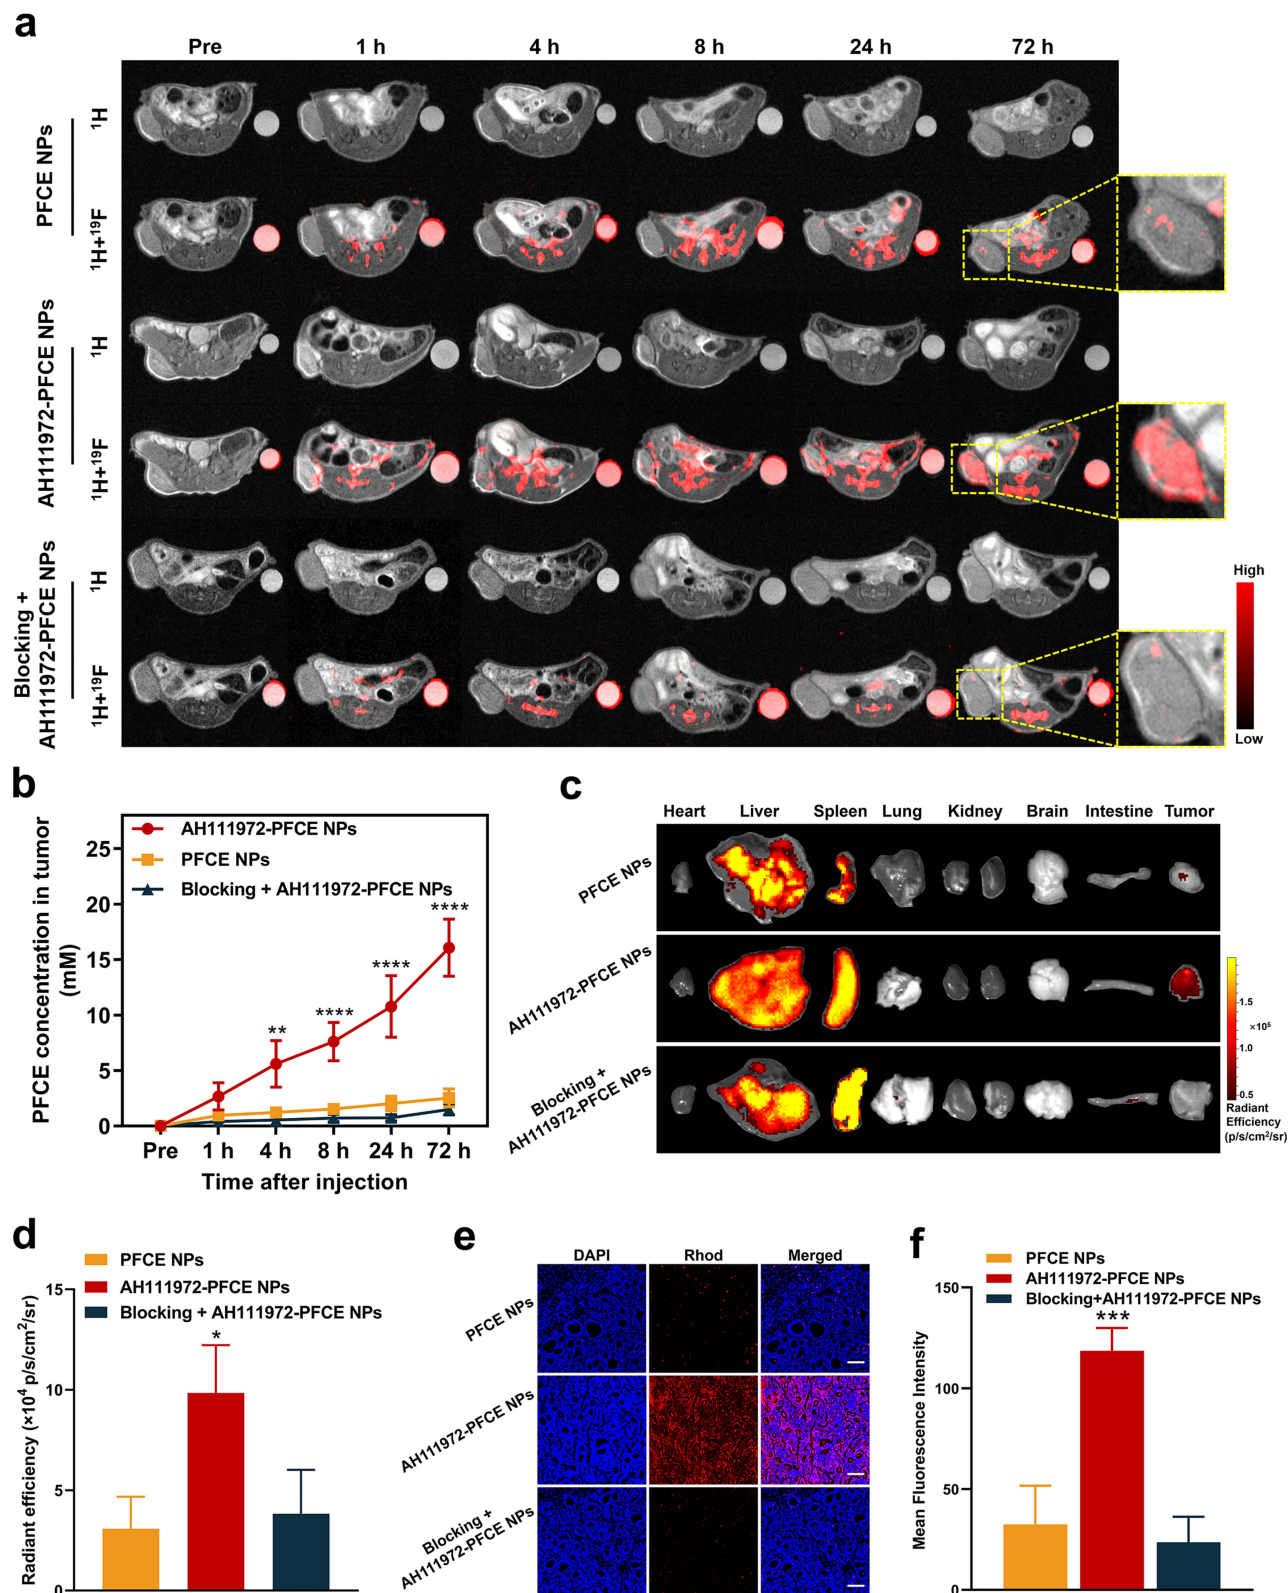 a
Pre 1 h 4 h 8 h 24 h 72 h
PFCE NPs
¹H
¹H+¹⁹F
AH111972-PFCE NPs
¹H
¹H+¹⁹F
Blocking +
AH111972-PFCE NPs
¹H
¹H+¹⁹F
High
Low
b
PFCE concentration in tumor
(mM)
25
20
15
10
5
0
AH111972-PFCE NPs
PFCE NPs
Blocking + AH111972-PFCE NPs
**
****
****
****
Pre 1 h 4 h 8 h 24 h 72 h
Time after injection
c
Heart Liver Spleen Lung Kidney Brain Intestine Tumor
PFCE NPs
AH11972-PFCE NPs
Blocking +
AH111972-PFCE NPs
1.5
×10⁵
1.0
0.5
Radiant
Efficiency
(p/s/cm²/sr)
d
PFCE NPs
AH111972-PFCE NPs
Blocking + AH111972-PFCE NPs
Radiant efficiency (×10⁴ p/s/cm²/sr)
15
10
5
0
*
e
DAPI Rhod Merged
PFCE NPs
AH111972-PFCE NPs
Blocking +
AH111972-PFCE NPs
f
PFCE NPs
AH111972-PFCE NPs
Blocking+AH111972-PFCE NPs
Mean Fluorescence Intensity
150
100
50
0
***